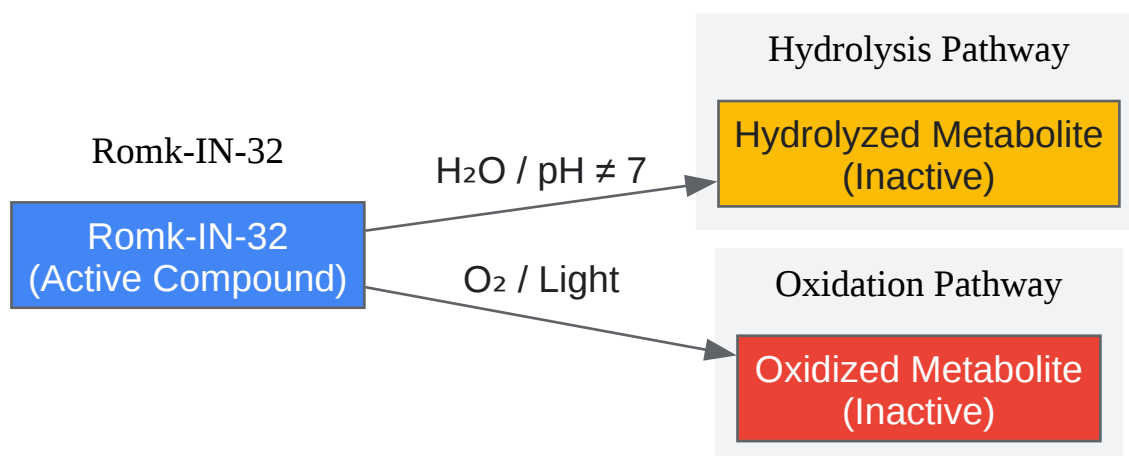 Romk-IN-32
Romk-IN-32
(Active Compound)
H₂O / pH ≠ 7
O₂ / Light
Hydrolysis Pathway
Hydrolyzed Metabolite
(Inactive)
Oxidation Pathway
Oxidized Metabolite
(Inactive)